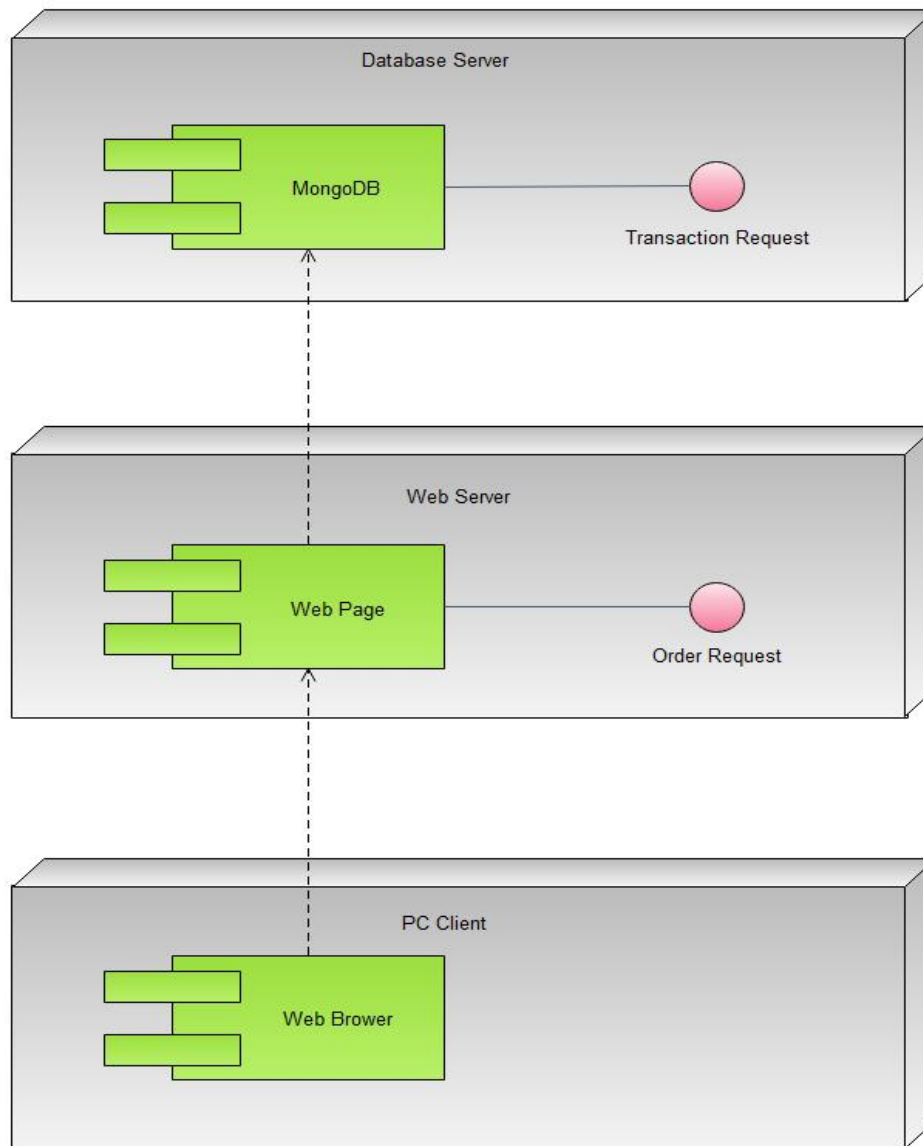 Database Server
MongoDB
Transaction Request
Web Server
Web Page
Order Request
PC Client
Web Brower